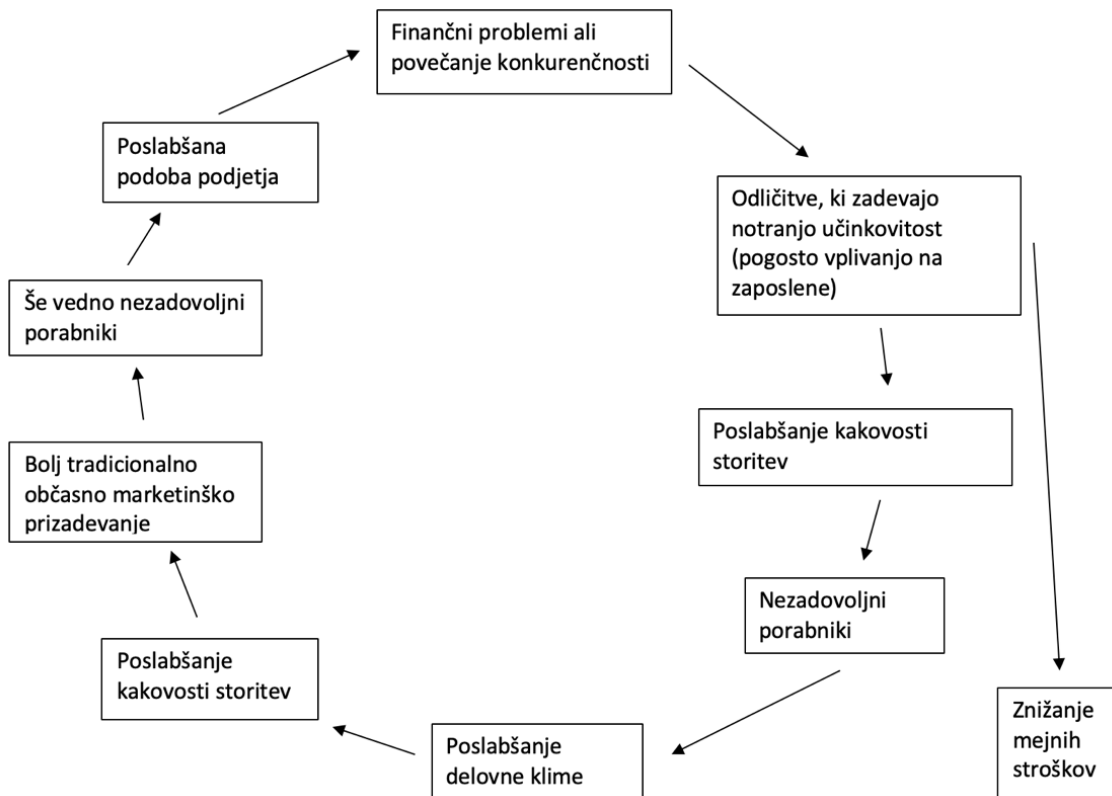 Finančni problemi ali
povečanje konkurenčnosti
Odličitve, ki zadevajo
notranjo učinkovitost
(pogosto vplivanjo na
zaposlene)
Poslabšanje kakovosti
storitev
Nezadovoljni
porabniki
Znižanje
mejnih
stroškov
Poslabšanje
delovne klime
Poslabšanje
kakovosti storitev
Bolj tradicionalno
občasno marketinško
prizadevanje
Še vedno nezadovoljni
porabniki
Poslabšana
podoba podjetja